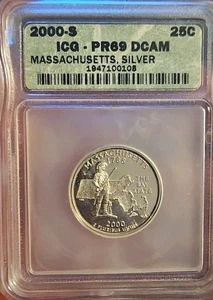 2000-S 25C
ICG - PR69 DCAM
MASSACHUSETTS, SILVER
1947100108
MASSACHUSETTS
1788
THE
BAY
STATE
2000
E PLURIBUS UNUM